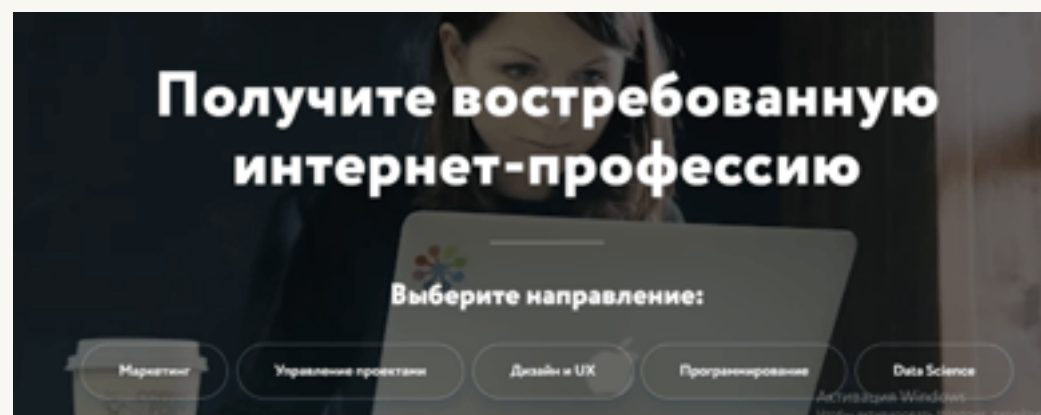 Получите востребованную
интернет-профессию
Выберите направление:
Маркетинг
Управление проектами
Дизайн и UX
Программирование
Data Science
Активация Windows